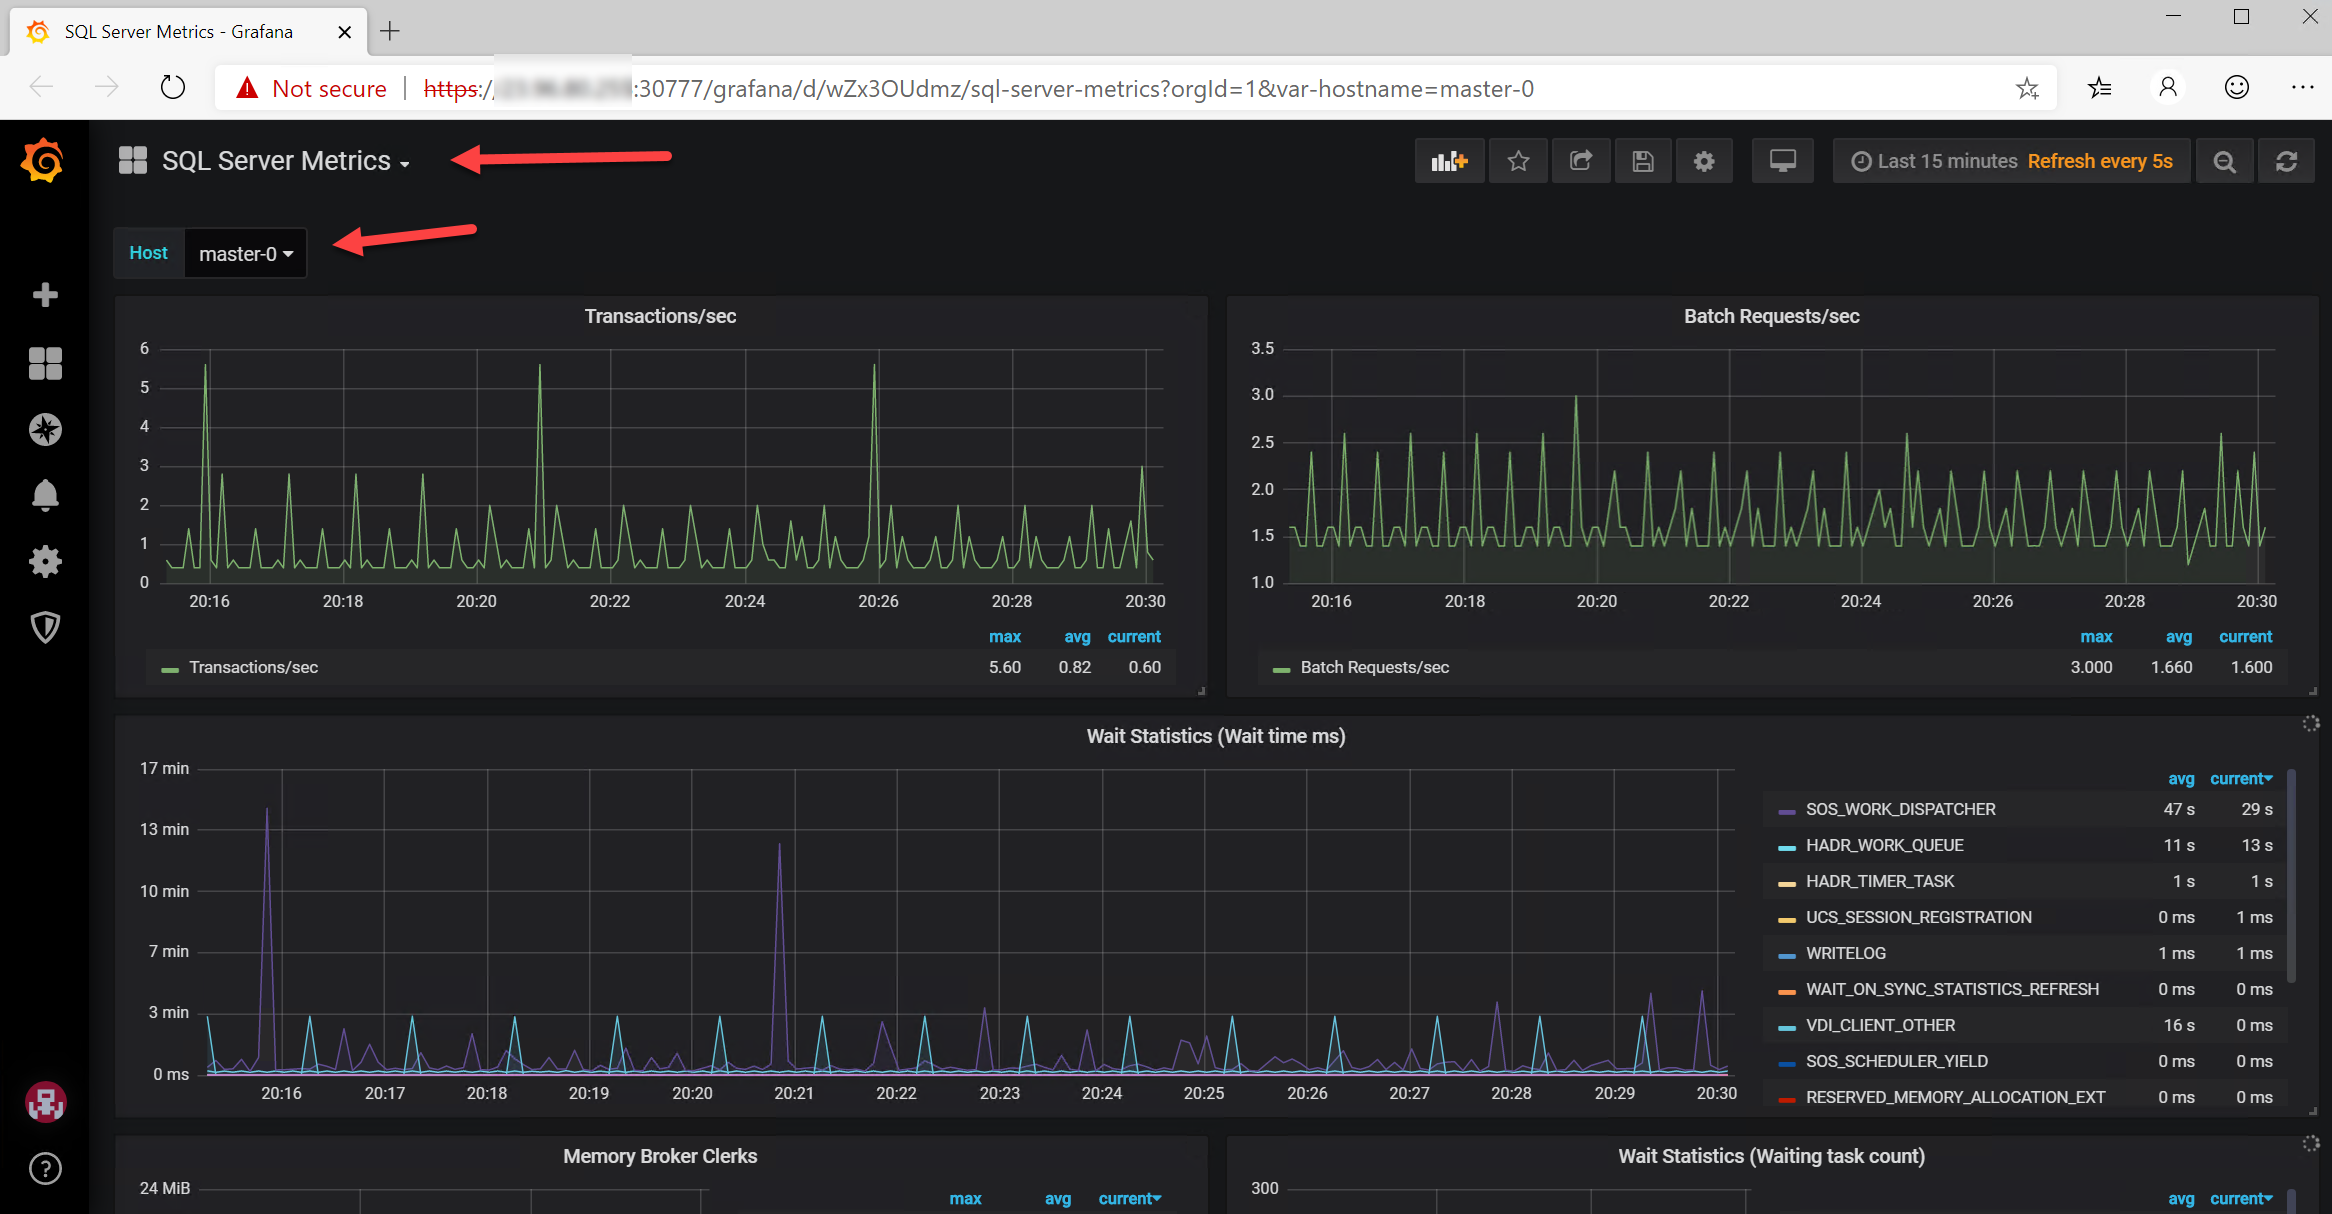 SQL Server Metrics - Grafana
Not secure
https://
:30777/grafana/d/wZx3OUdmz/sql-server-metrics?orgId=1&var-hostname=master-0
SQL Server Metrics
Last 15 minutes Refresh every 5s
Host master-0
Transactions/sec
6
5
4
3
2
1
0
20:16 20:18 20:20 20:22 20:24 20:26 20:28 20:30
max avg current
Transactions/sec 5.60 0.82 0.60
Batch Requests/sec
3.5
3.0
2.5
2.0
1.5
1.0
20:16 20:18 20:20 20:22 20:24 20:26 20:28 20:30
max avg current
Batch Requests/sec 3.000 1.660 1.600
Wait Statistics (Wait time ms)
17 min
13 min
10 min
7 min
3 min
0 ms
20:16 20:17 20:18 20:19 20:20 20:21 20:22 20:23 20:24 20:25 20:26 20:27 20:28 20:29 20:30
avg current
SOS_WORK_DISPATCHER 47 s 29 s
HADR_WORK_QUEUE 11 s 13 s
HADR_TIMER_TASK 1 s 1 s
UCS_SESSION_REGISTRATION 0 ms 1 ms
WRITELOG 1 ms 1 ms
WAIT_ON_SYNC_STATISTICS_REFRESH 0 ms 0 ms
VDI_CLIENT_OTHER 16 s 0 ms
SOS_SCHEDULER_YIELD 0 ms 0 ms
RESERVED_MEMORY_ALLOCATION_EXT 0 ms 0 ms
Memory Broker Clerks
24 MiB
max avg current
Wait Statistics (Waiting task count)
300
avg current